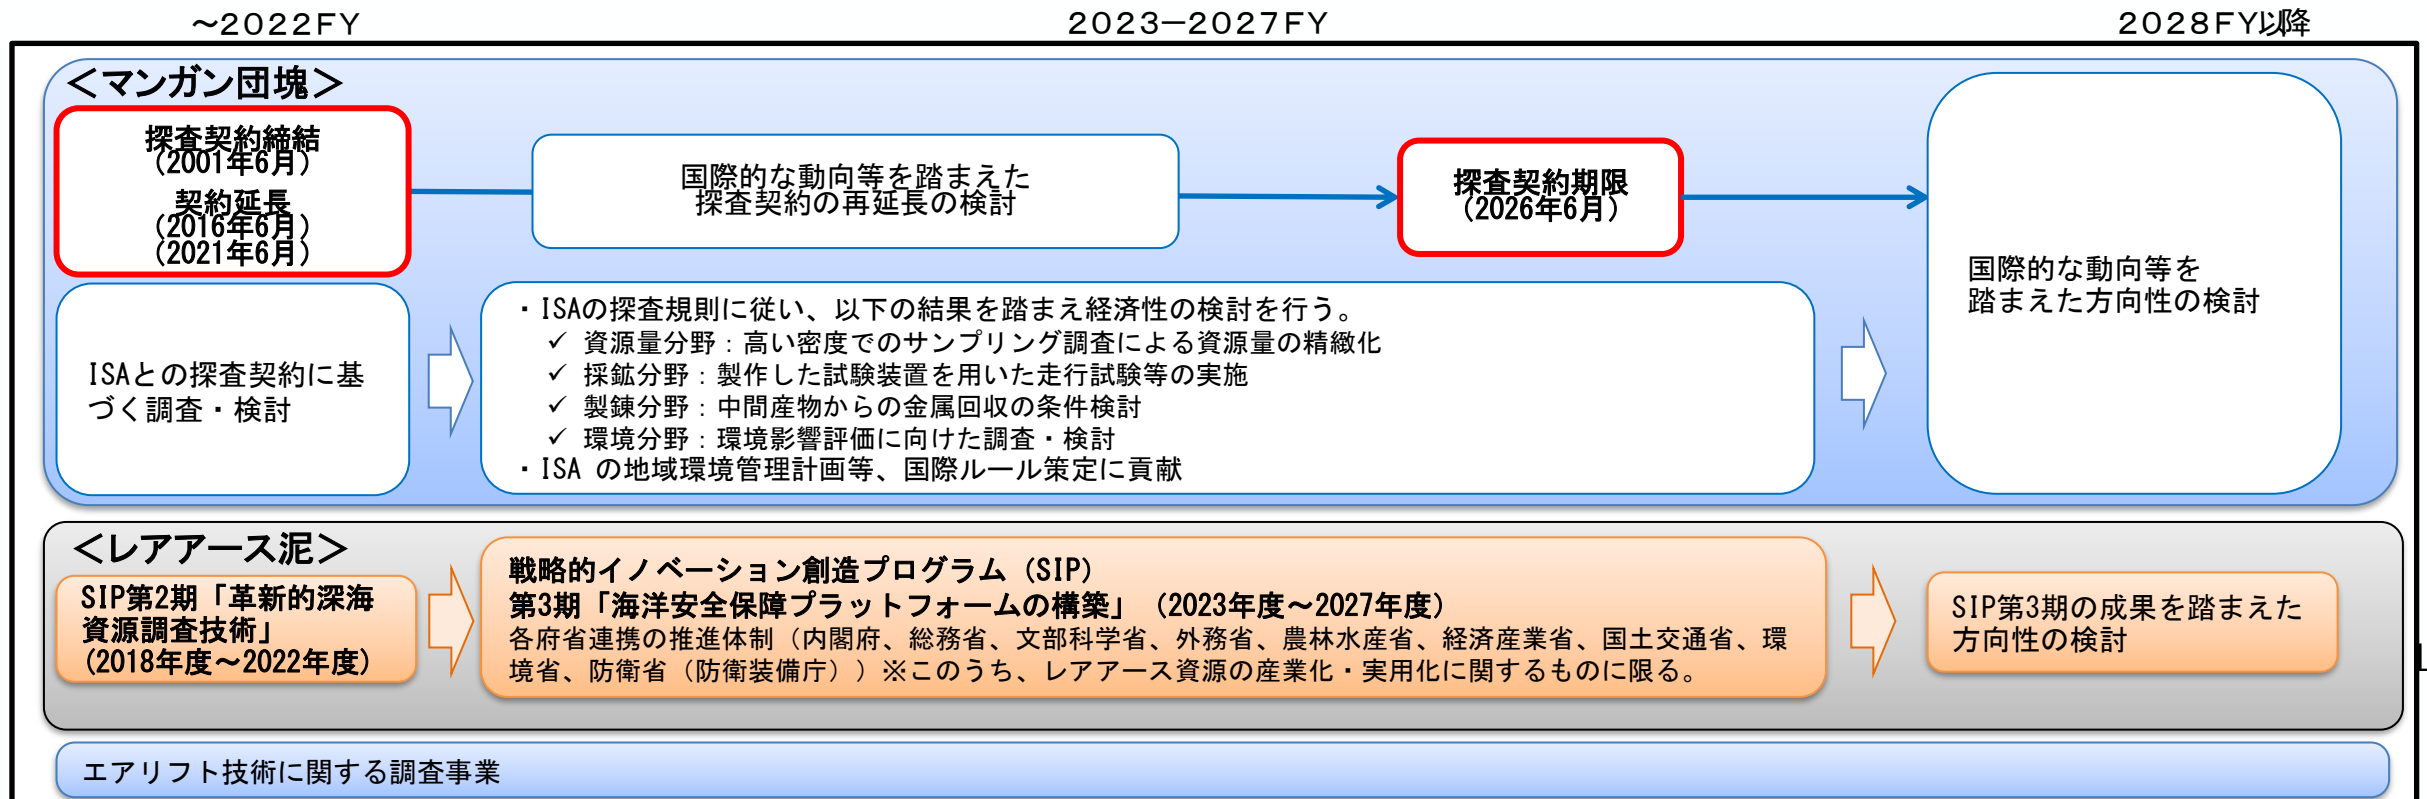 ～2022FY
2023－2027FY
2028FY以降
＜マンガン団塊＞
探査契約締結
（2001年6月）
契約延長
（2016年6月）
（2021年6月）
国際的な動向等を踏まえた
探査契約の再延長の検討
探査契約期限
（2026年6月）
国際的な動向等を
踏まえた方向性の検討
ISAとの探査契約に基
づく調査・検討
・ISAの探査規則に従い、以下の結果を踏まえ経済性の検討を行う。
✓ 資源量分野：高い密度でのサンプリング調査による資源量の精緻化
✓ 採鉱分野：製作した試験装置を用いた走行試験等の実施
✓ 製錬分野：中間産物からの金属回収の条件検討
✓ 環境分野：環境影響評価に向けた調査・検討
・ISA の地域環境管理計画等、国際ルール策定に貢献
＜レアアース泥＞
SIP第2期「革新的深海
資源調査技術」
（2018年度～2022年度）
戦略的イノベーション創造プログラム（SIP）
第3期「海洋安全保障プラットフォームの構築」（2023年度～2027年度）
各府省連携の推進体制（内閣府、総務省、文部科学省、外務省、農林水産省、経済産業省、国土交通省、環
境省、防衛省（防衛装備庁））※このうち、レアアース資源の産業化・実用化に関するものに限る。
SIP第3期の成果を踏まえた
方向性の検討
エアリフト技術に関する調査事業